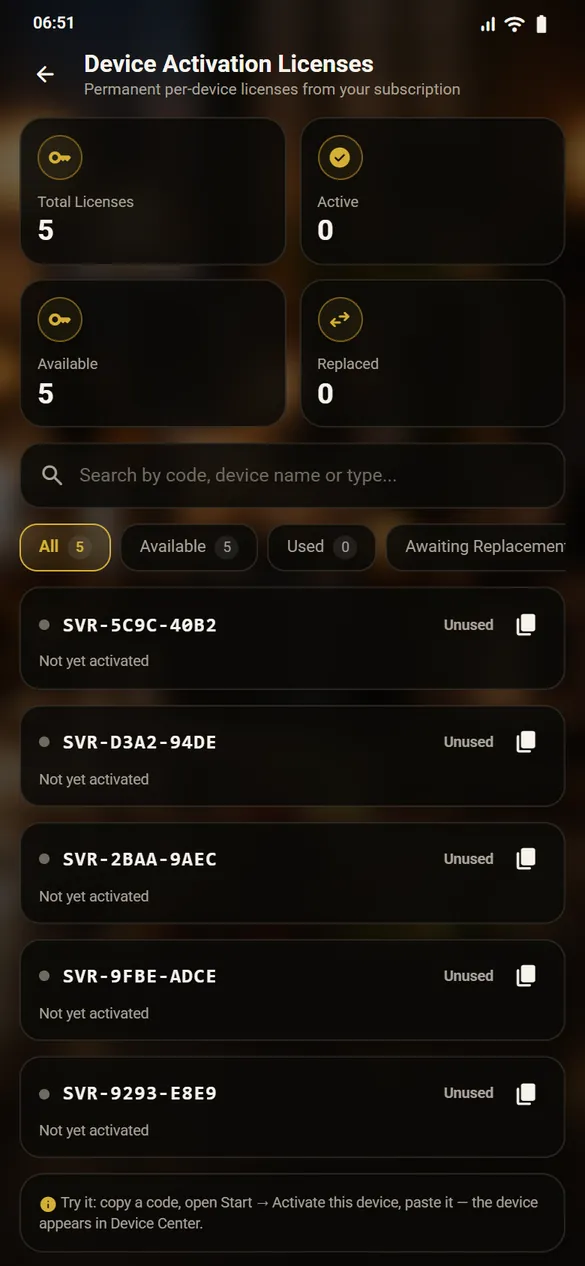 06:51
Device Activation Licenses
Permanent per-device licenses from your subscription
Total Licenses
5
Active
0
Available
5
Replaced
0
Search by code, device name or type...
All 5
Available 5
Used 0
Awaiting Replacement
SVR-5C9C-40B2
Unused
Not yet activated
SVR-D3A2-94DE
Unused
Not yet activated
SVR-2BAA-9AEC
Unused
Not yet activated
SVR-9FBE-ADCE
Unused
Not yet activated
SVR-9293-E8E9
Unused
Not yet activated
Try it: copy a code, open Start → Activate this device, paste it — the device
appears in Device Center.